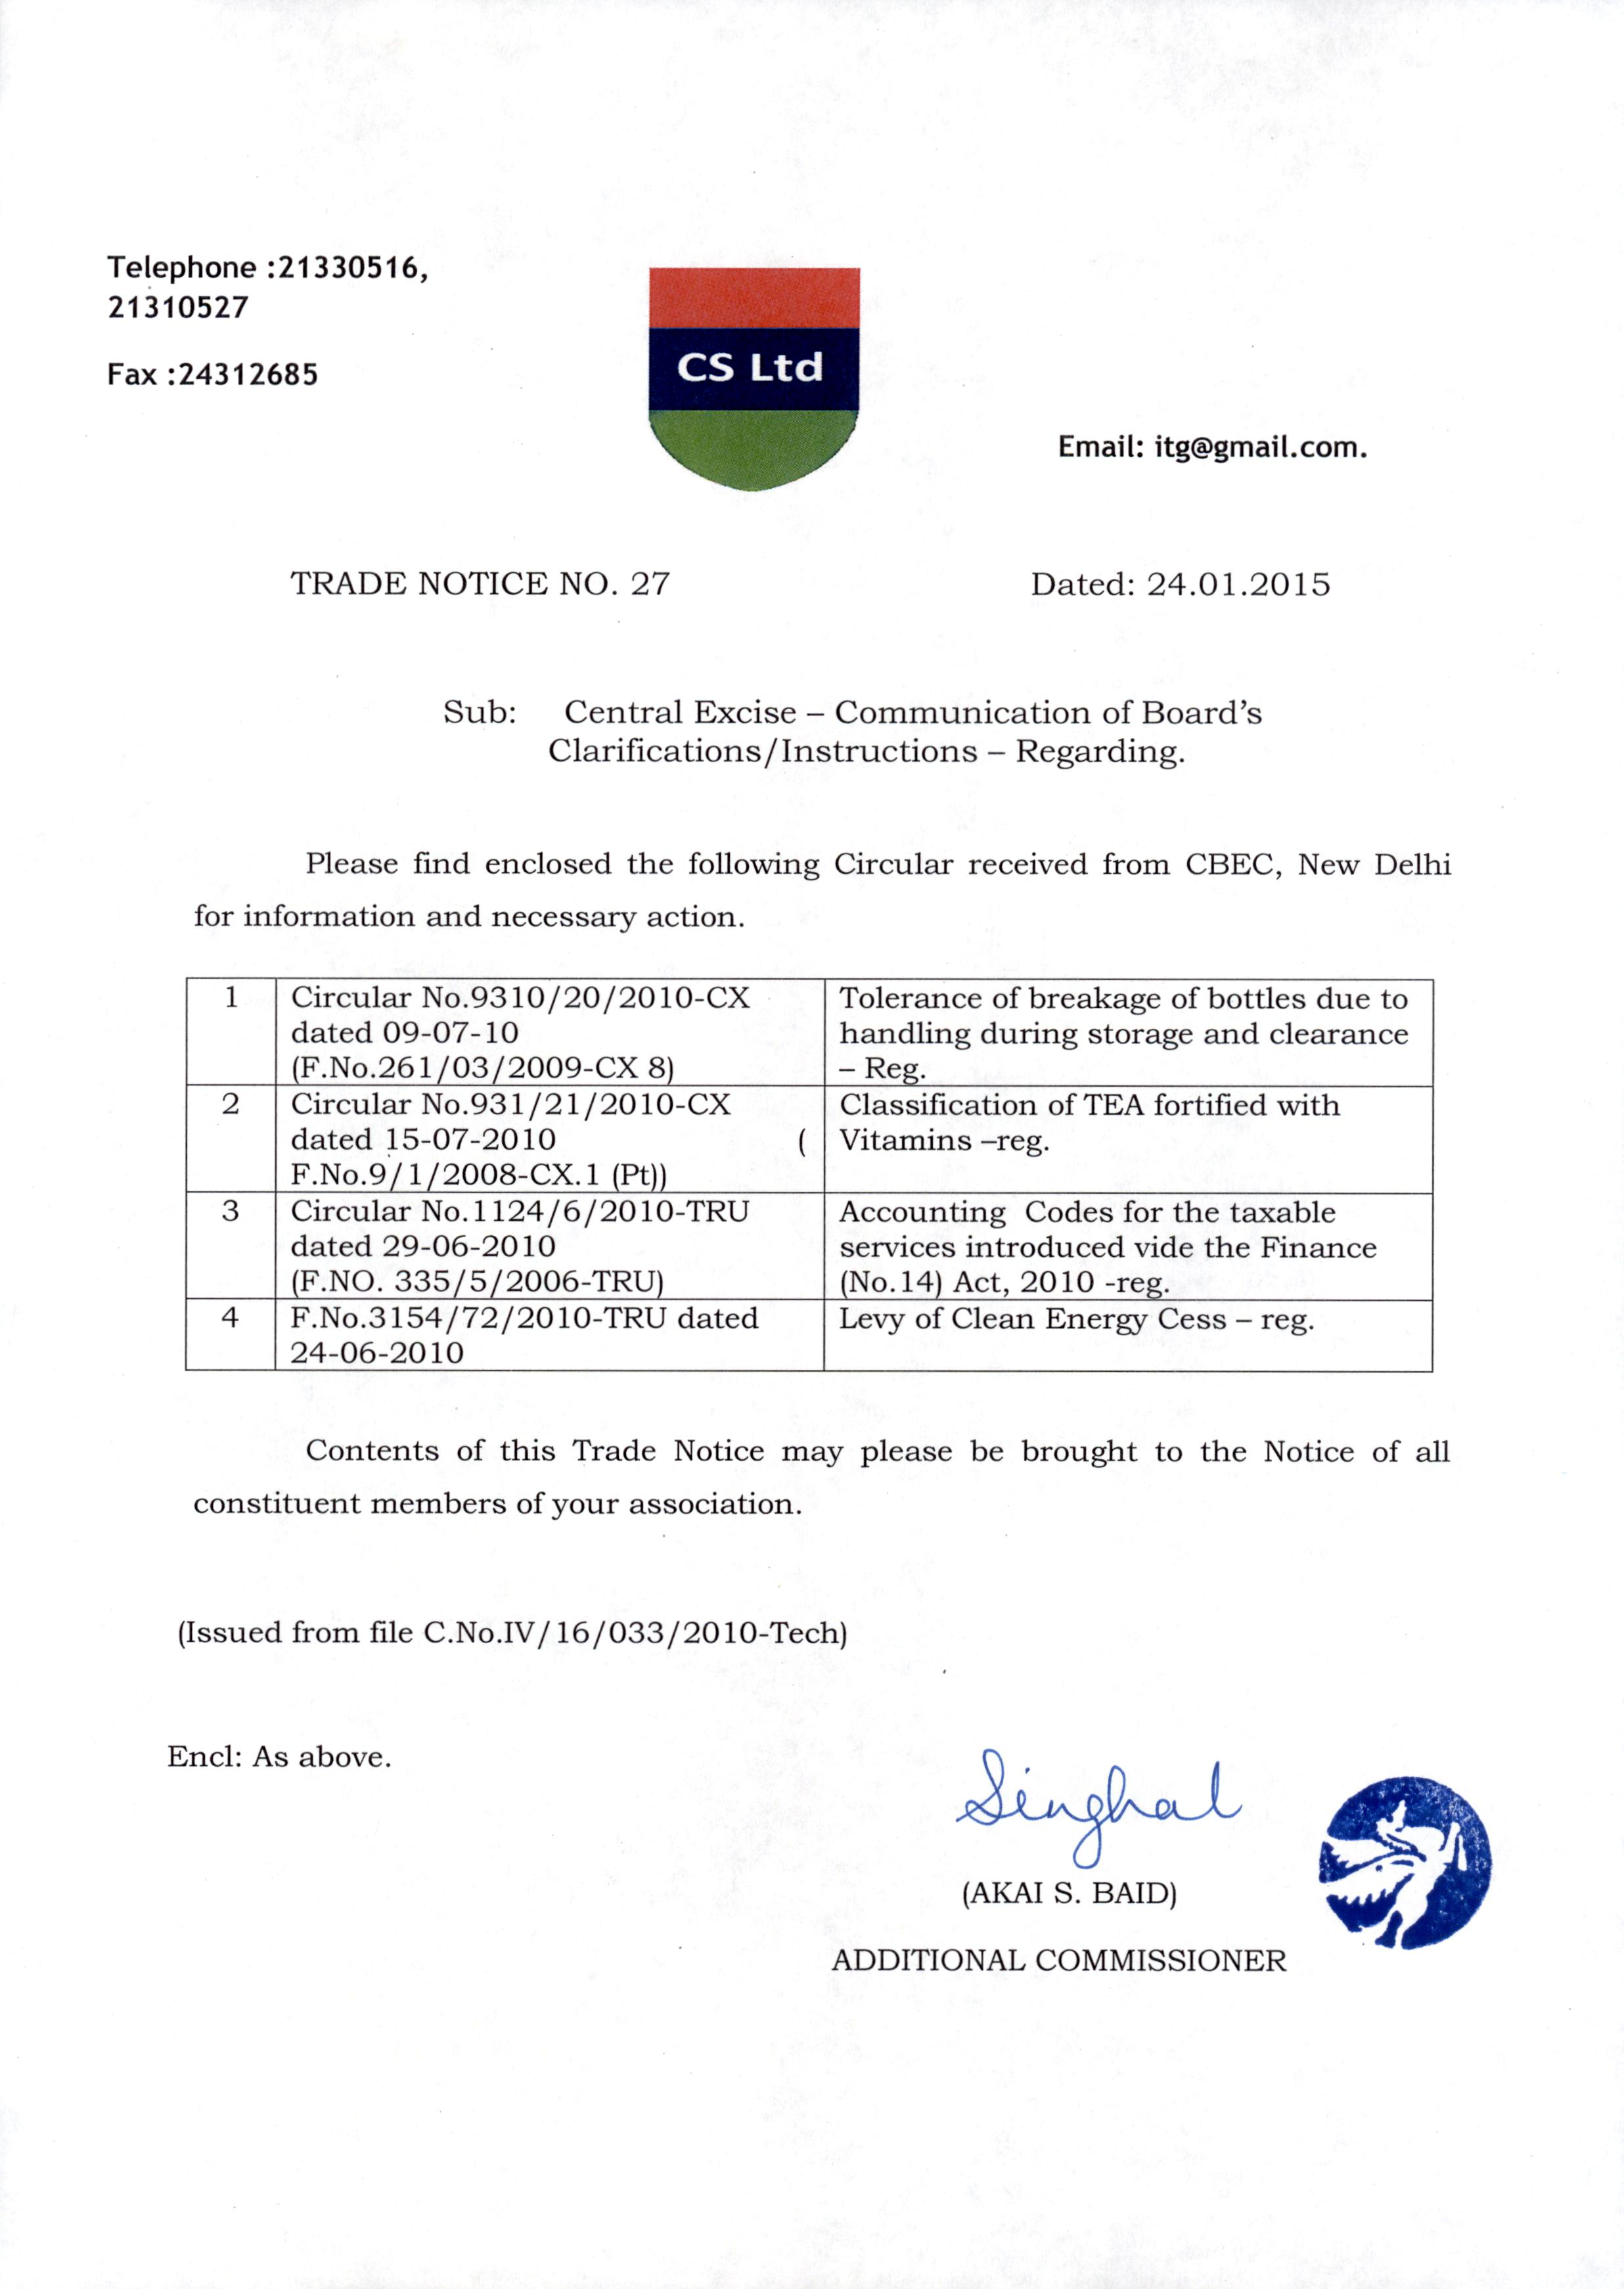 Telephone :21330516,
21310527
Fax :24312685
CS Ltd
Email: itg@gmail.com.
TRADE NOTICE NO. 27 Dated: 24.01.2015
Sub: Central Excise – Communication of Board’s
Clarifications/Instructions – Regarding.
Please find enclosed the following Circular received from CBEC, New Delhi
for information and necessary action.
1 Circular No.9310/20/2010-CX
dated 09-07-10
(F.No.261/03/2009-CX 8)
Tolerance of breakage of bottles due to
handling during storage and clearance
– Reg.
2 Circular No.931/21/2010-CX
dated 15-07-2010 (
F.No.9/1/2008-CX.1 (Pt))
Classification of TEA fortified with
Vitamins –reg.
3 Circular No.1124/6/2010-TRU
dated 29-06-2010
(F.NO. 335/5/2006-TRU)
Accounting Codes for the taxable
services introduced vide the Finance
(No.14) Act, 2010 -reg.
4 F.No.3154/72/2010-TRU dated
24-06-2010
Levy of Clean Energy Cess – reg.
Contents of this Trade Notice may please be brought to the Notice of all
constituent members of your association.
(Issued from file C.No.IV/16/033/2010-Tech)
Encl: As above.
Singhal
(AKAI S. BAID)
ADDITIONAL COMMISSIONER